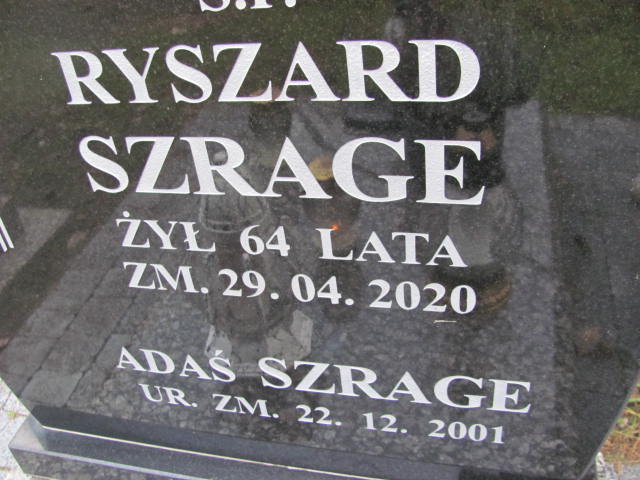 Ś.P.
RYSZARD
SZRAGE
ŻYŁ 64 LATA
ZM. 29. 04. 2020
ADAŚ SZRAGE
UR. ZM. 22. 12. 2001